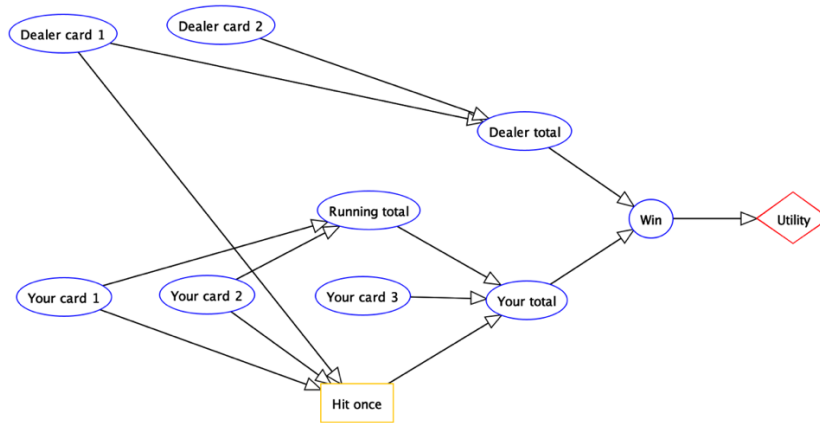 Dealer card 1
Dealer card 2
Dealer total
Running total
Win
Utility
Your card 1
Your card 2
Your card 3
Your total
Hit once